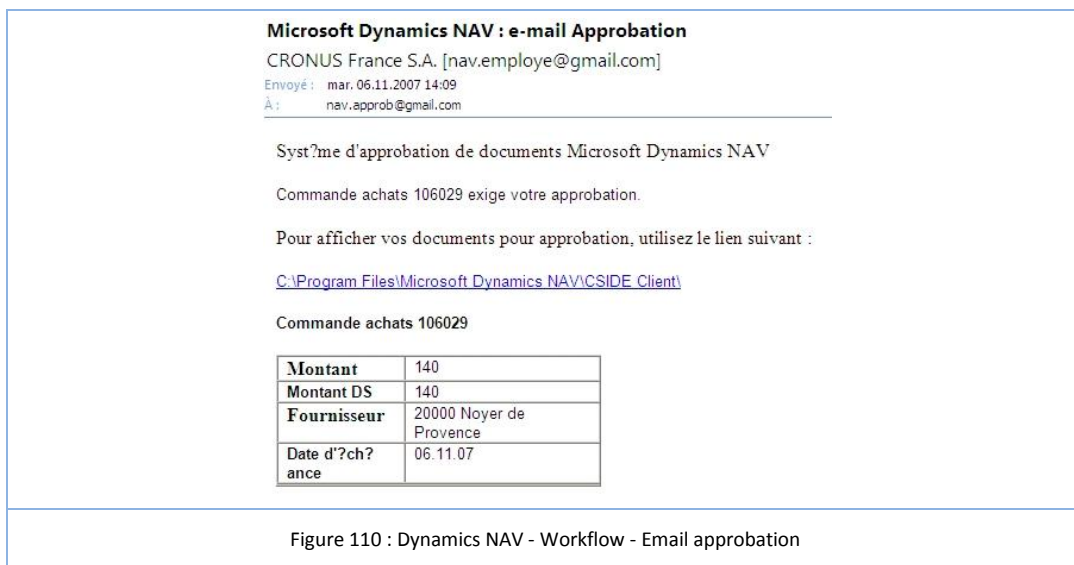 Microsoft Dynamics NAV : e-mail Approbation
CRONUS France S.A. [nav.employe@gmail.com]
Envoyé : mar. 06.11.2007 14:09
À : nav.approb@gmail.com
Syst?me d'approbation de documents Microsoft Dynamics NAV
Commande achats 106029 exige votre approbation.
Pour afficher vos documents pour approbation, utilisez le lien suivant :
C:\Program Files\Microsoft Dynamics NAV\CSIDE Client\
Commande achats 106029
Montant 140
Montant DS 140
Fournisseur 20000 Noyer de
Provence
Date d'?ch? 06.11.07
ance
Figure 110 : Dynamics NAV - Workflow - Email approbation